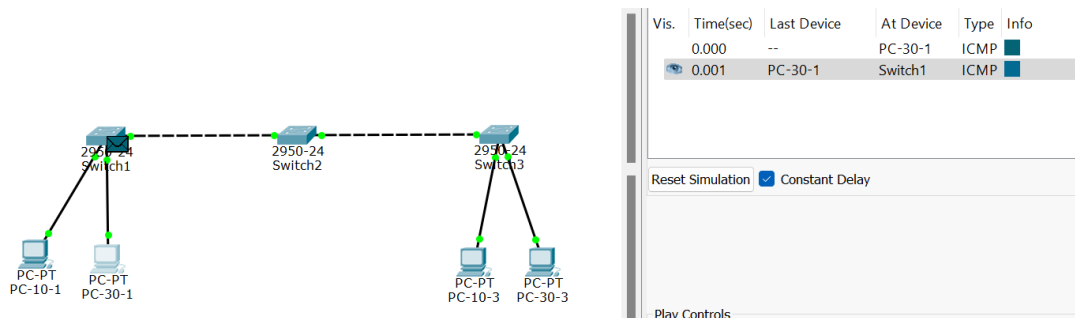 Vis. Time(sec) Last Device At Device Type Info
0.000 -- PC-30-1 ICMP
0.001 PC-30-1 Switch1 ICMP
Reset Simulation Constant Delay
Play Controls
2950-24
Switch1
2950-24
Switch2
2950-24
Switch3
PC-PT
PC-10-1
PC-PT
PC-30-1
PC-PT
PC-10-3
PC-PT
PC-30-3